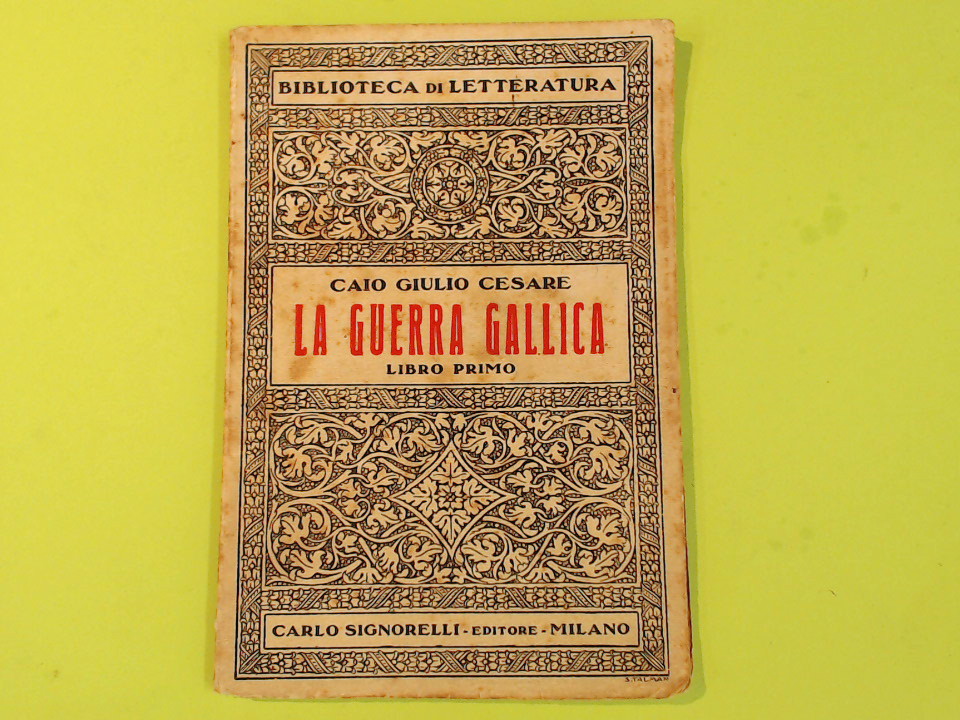 BIBLIOTECA DI LETTERATURA
CAIO GIULIO CESARE
LA GUERRA GALLICA
LIBRO PRIMO
CARLO SIGNORELLI - EDITORE - MILANO